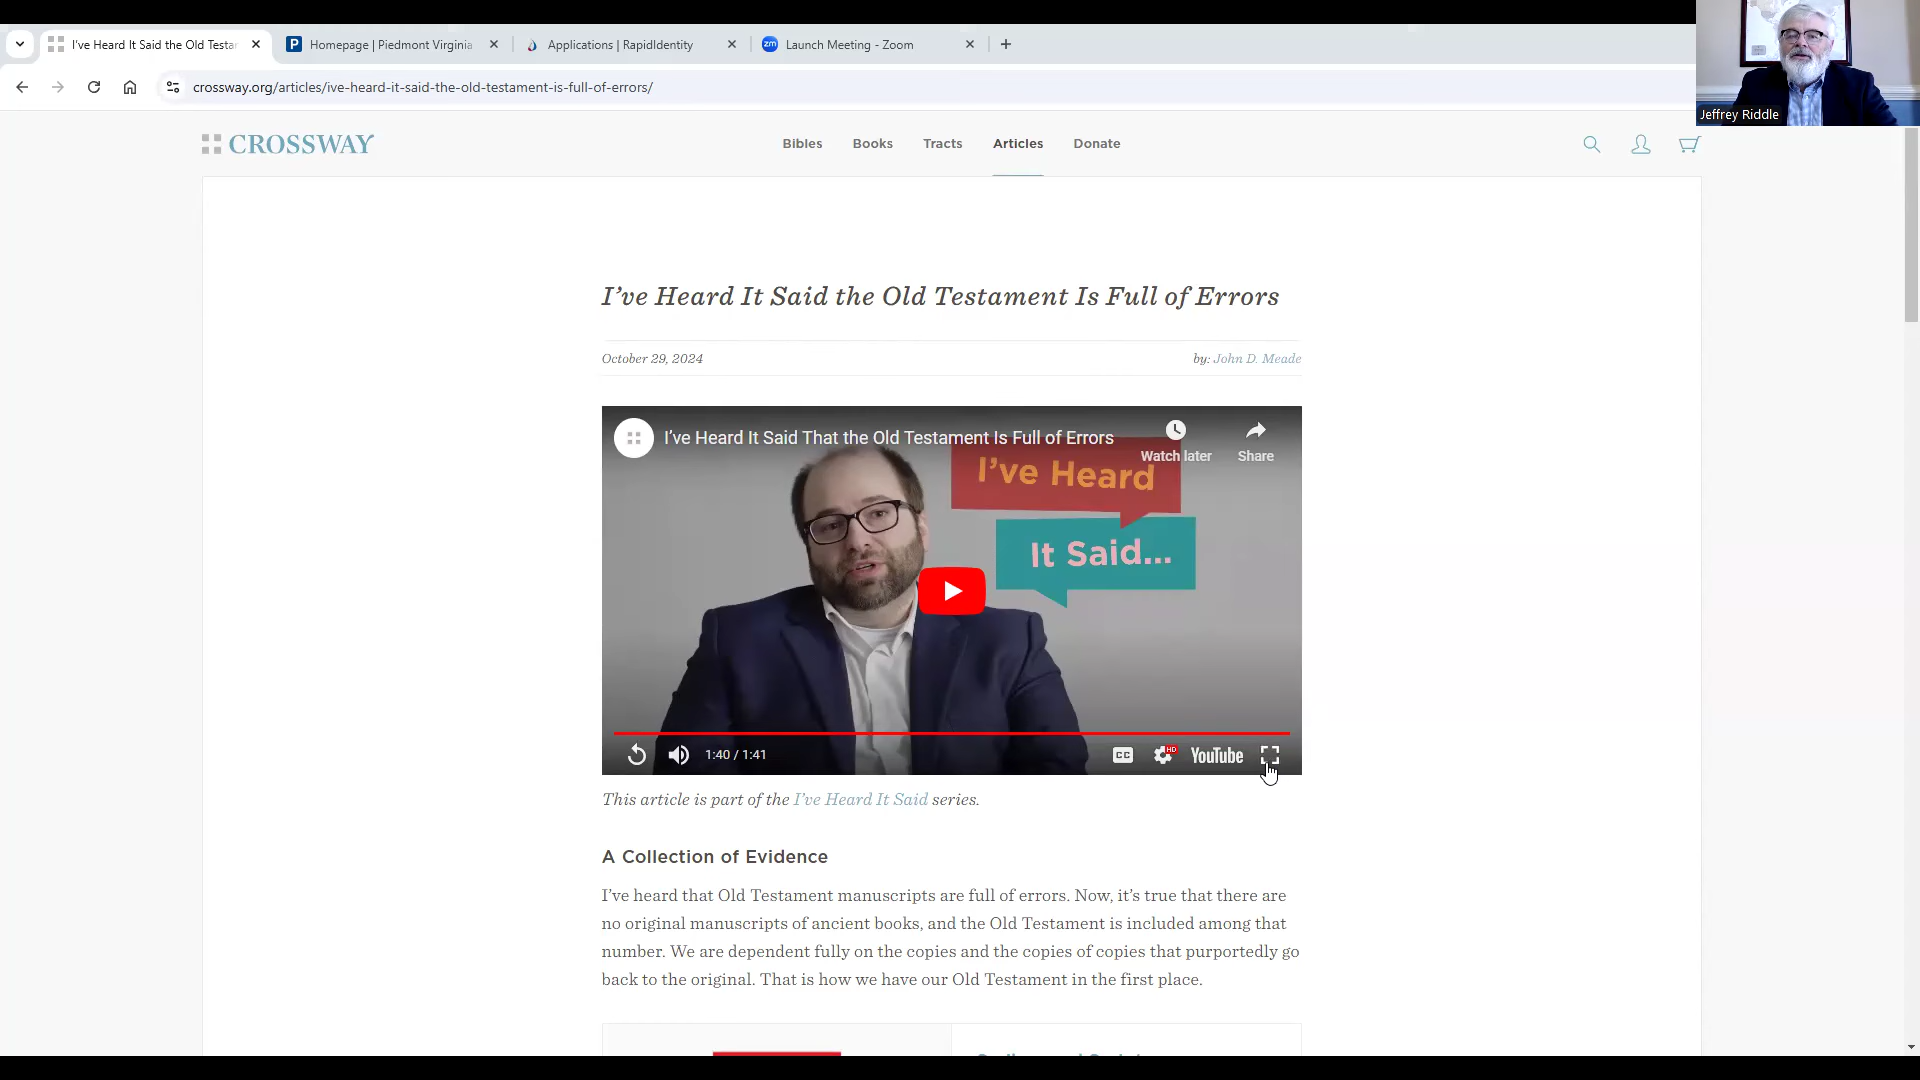 I've Heard It Said the Old Testa
Homepage | Piedmont Virginia
Applications | RapidIdentity
Launch Meeting - Zoom
crossway.org/articles/ive-heard-it-said-the-old-testament-is-full-of-errors/
Jeffrey Riddle
CROSSWAY
Bibles
Books
Tracts
Articles
Donate
I've Heard It Said the Old Testament Is Full of Errors
October 29, 2024
by: John D. Meade
I've Heard It Said That the Old Testament Is Full of Errors
Watch later
Share
I've Heard
It Said...
1:40 / 1:41
CC
HD
YouTube
This article is part of the I've Heard It Said series.
A Collection of Evidence
I've heard that Old Testament manuscripts are full of errors. Now, it's true that there are
no original manuscripts of ancient books, and the Old Testament is included among that
number. We are dependent fully on the copies and the copies of copies that purportedly go
back to the original. That is how we have our Old Testament in the first place.